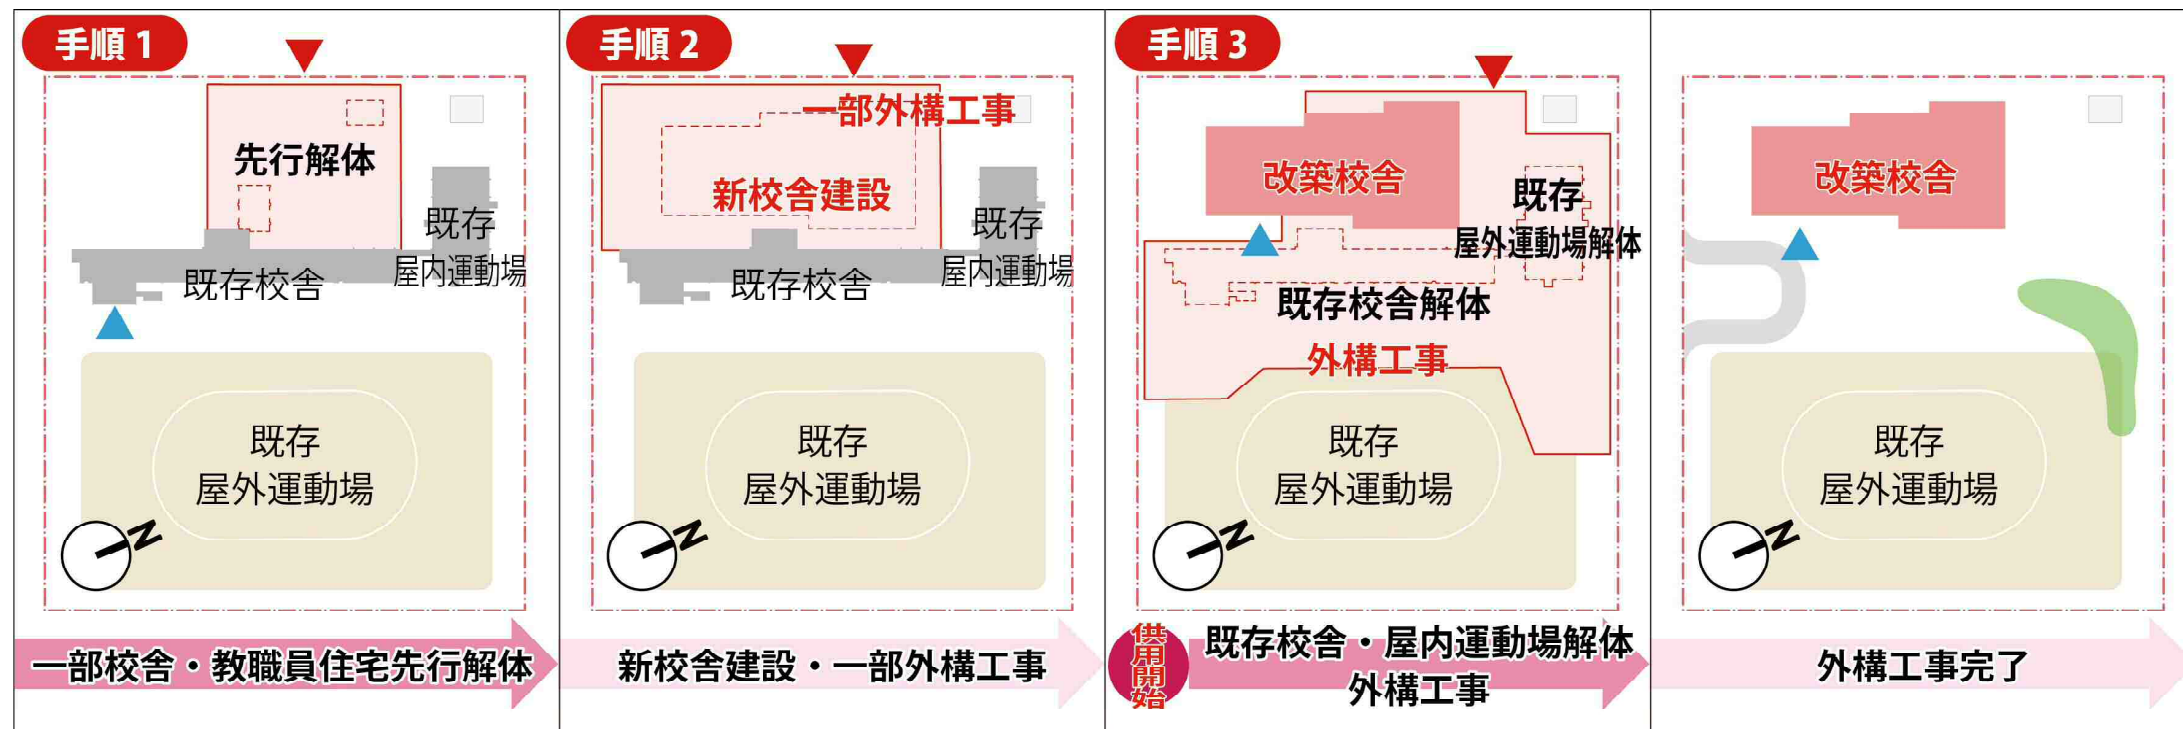 手順 1
先行解体
既存
屋内運動場
既存校舎
既存
屋外運動場
N
一部校舎・教職員住宅先行解体
手順 2
一部外構工事
新校舎建設
既存
屋内運動場
既存校舎
既存
屋外運動場
N
新校舎建設・一部外構工事
手順 3
改築校舎
既存
屋外運動場解体
既存校舎解体
外構工事
既存
屋外運動場
N
供用開始
既存校舎・屋内運動場解体
外構工事
改築校舎
既存
屋外運動場
N
外構工事完了